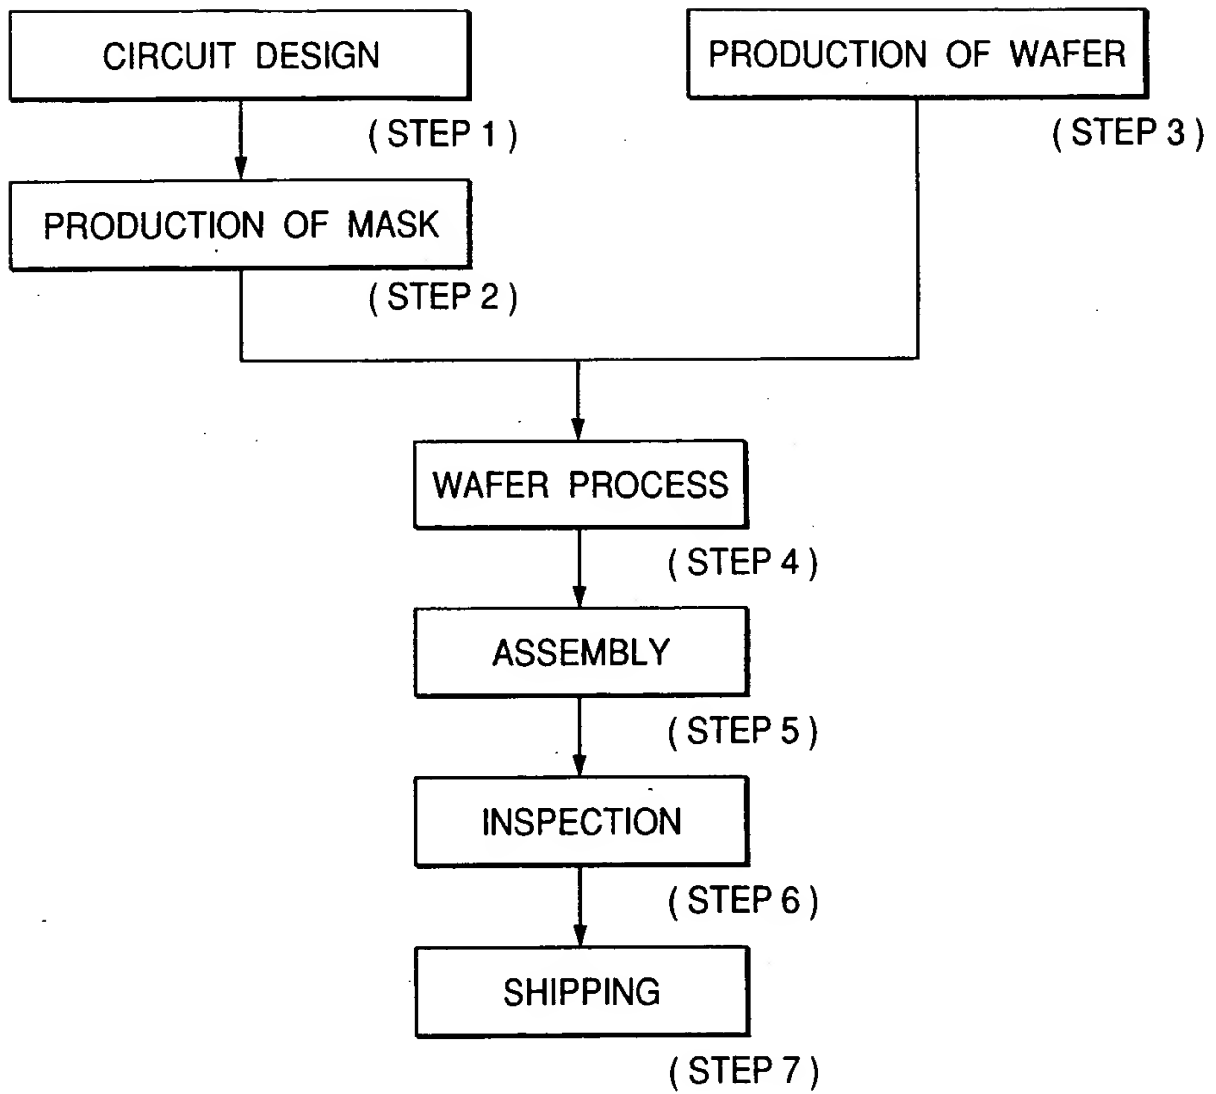 CIRCUIT DESIGN
(STEP 1)
PRODUCTION OF WAFER
(STEP 3)
PRODUCTION OF MASK
(STEP 2)
WAFER PROCESS
(STEP 4)
ASSEMBLY
(STEP 5)
INSPECTION
(STEP 6)
SHIPPING
(STEP 7)